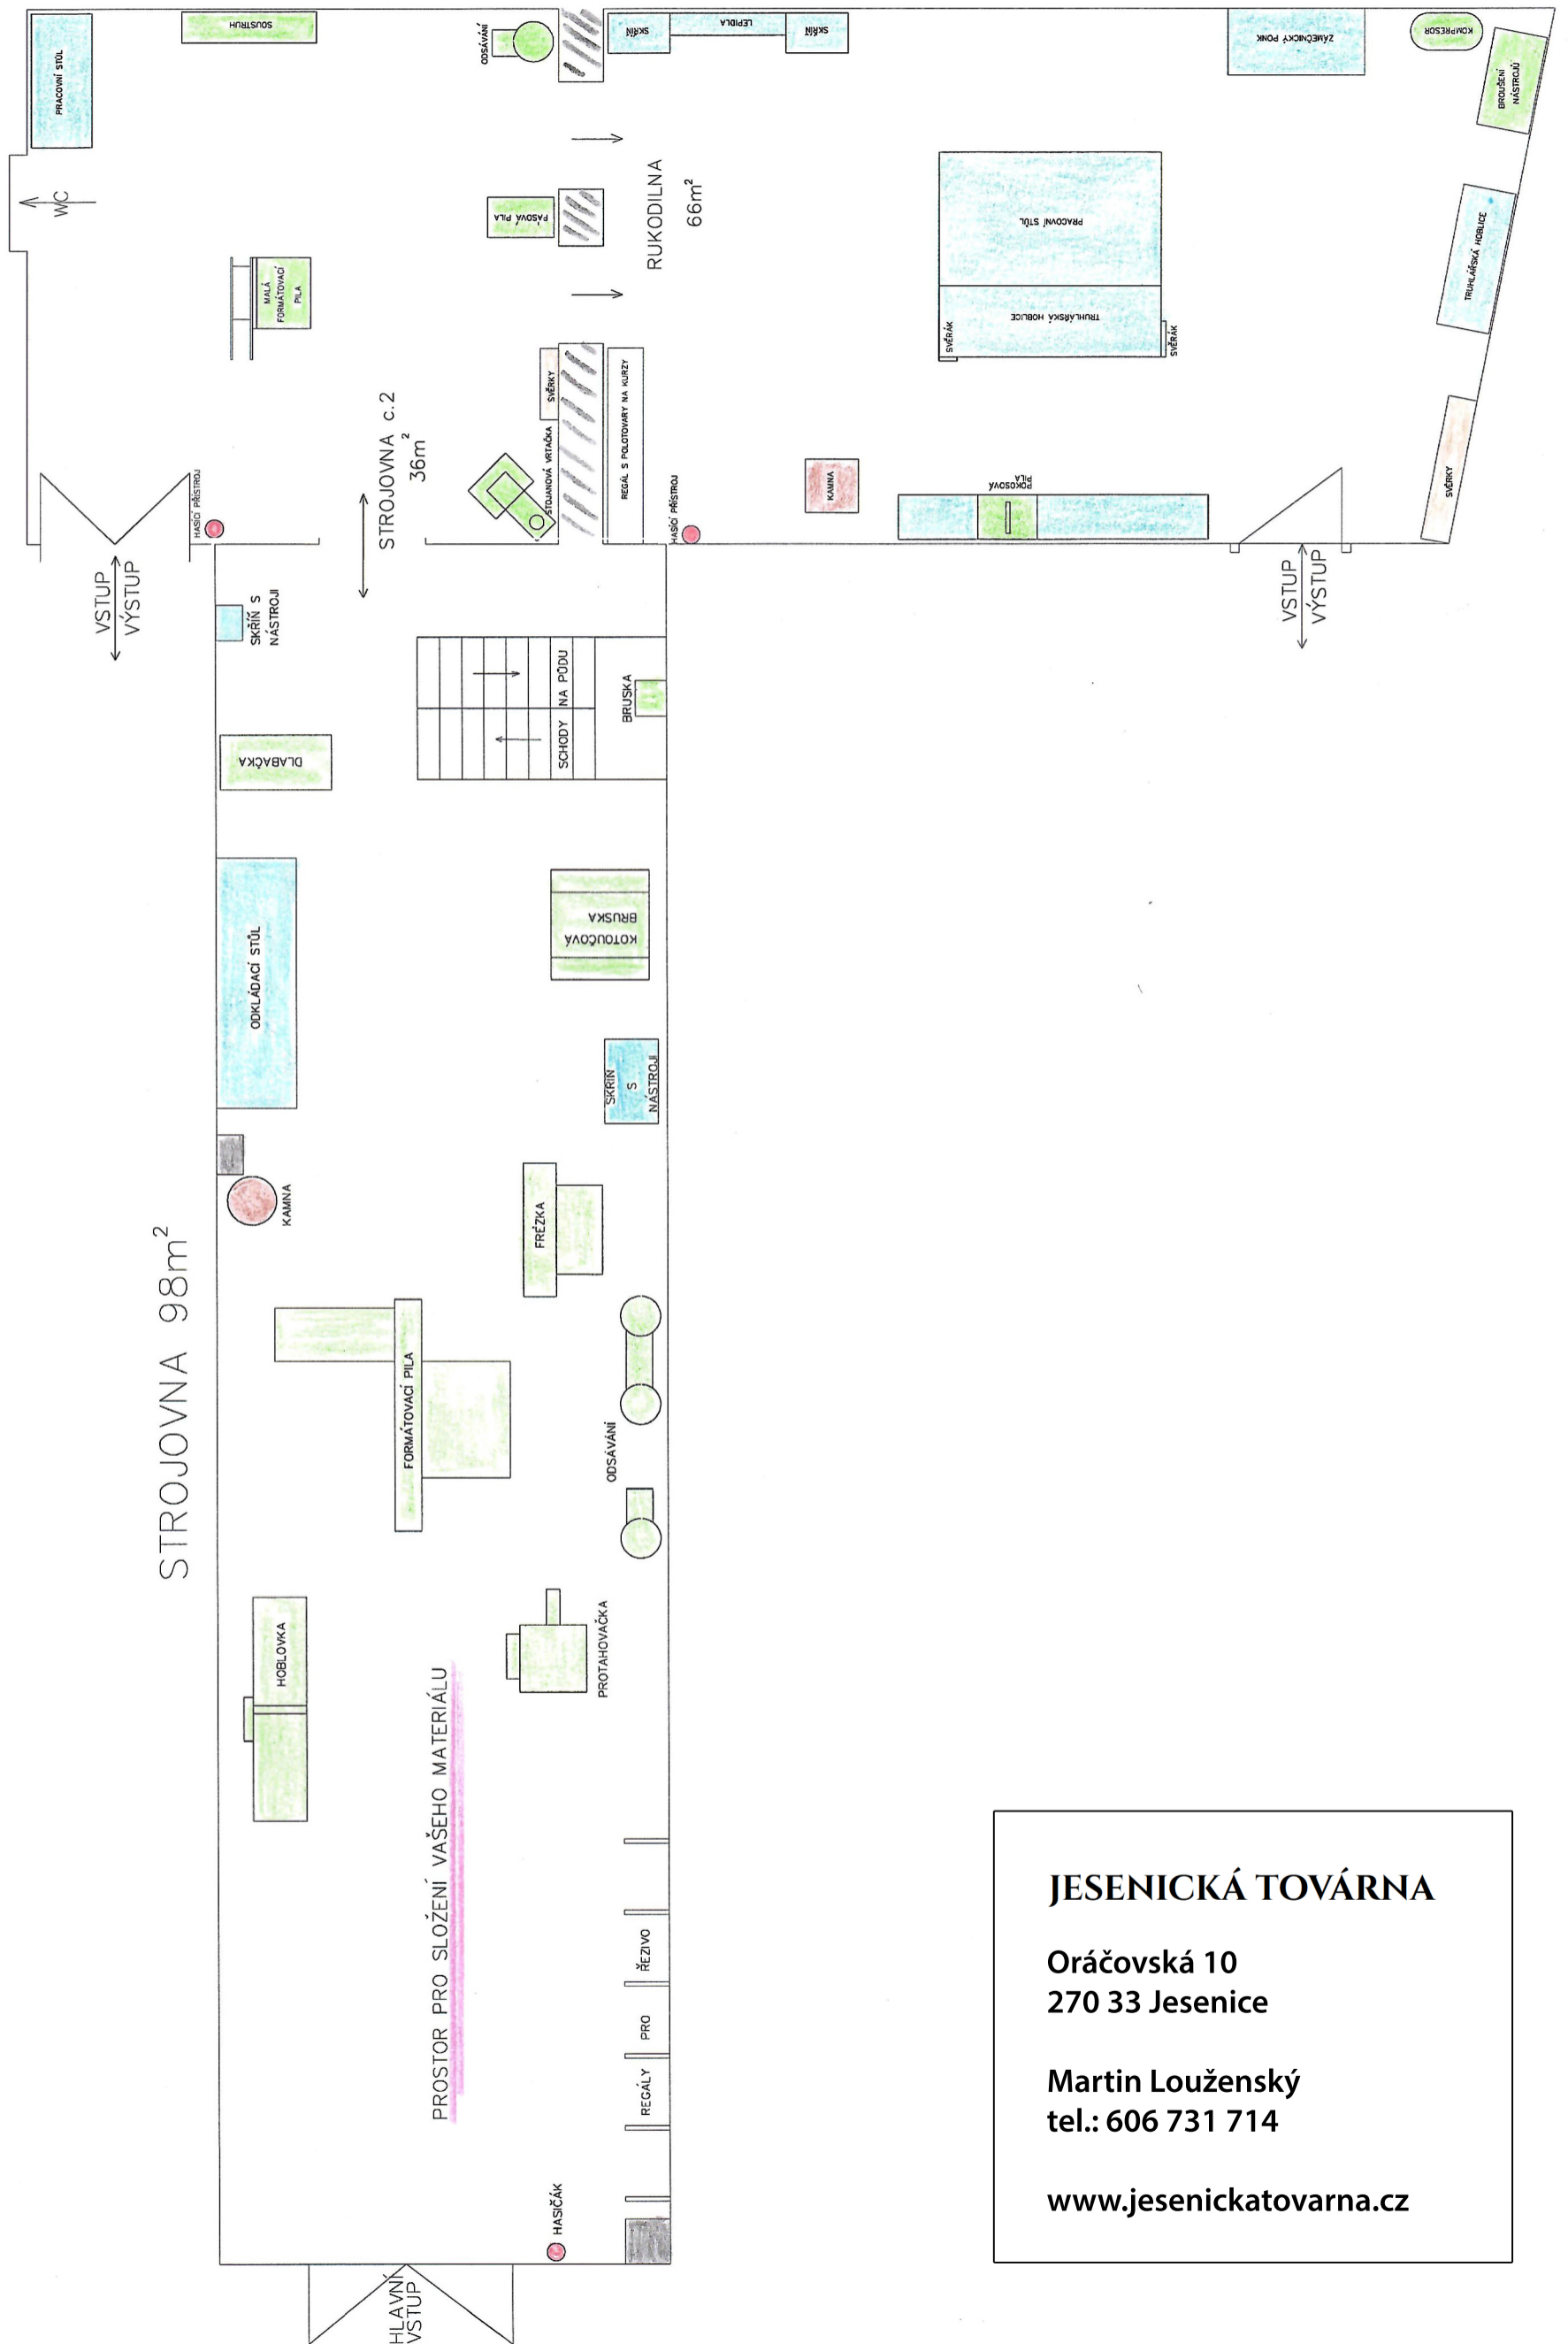 PRACOVNÍ STŮL
SOUSTRUH
ODSÁVÁNÍ
SKŘÍŇ
LEPIDLA
SKŘÍŇ
ZÁMEČNICKÝ PONK
KOMPRESOR
BROUŠENÍ
NÁSTROJŮ
WC
PÁSOVÁ PILA
RUKODILNA
66m²
PRACOVNÍ STŮL
TRUHLÁŘSKÁ HOBLICE
TRUHLÁŘSKÁ HOBLICE
MALÁ
FORMÁTOVACÍ
PILA
SVĚRÁK
SVĚRÁK
SVĚRKY
STROJOVNA c.2
36m²
STOJANOVÁ VRTAČKA
REGÁL S POLOTOVARY NA KURZY
HASÍCÍ PŘÍSTROJ
HASÍCÍ PŘÍSTROJ
KAMNA
POKOSOVÁ
PILA
SVĚRKY
VSTUP
VÝSTUP
SKŘÍŇ S
NÁSTROJI
VSTUP
VÝSTUP
SCHODY NA PŮDU
BRUSKA
DLABAČKA
ODKLÁDACÍ STŮL
KOTOUČOVÁ
BRUSKA
SKŘÍŇ
S
NÁSTROJI
KAMNA
FRÉZKA
STROJOVNA 98m²
FORMÁTOVACÍ PILA
ODSÁVÁNÍ
HOBLOVKA
PROTAHOVAČKA
PROSTOR PRO SLOŽENÍ VAŠEHO MATERIÁLU
REGÁLY PRO ŘEZIVO
HASIČÁK
HLAVNÍ
VSTUP
JESENICKÁ TOVÁRNA
Oráčovská 10
270 33 Jesenice
Martin Louženský
tel.: 606 731 714
www.jesenickatovarna.cz